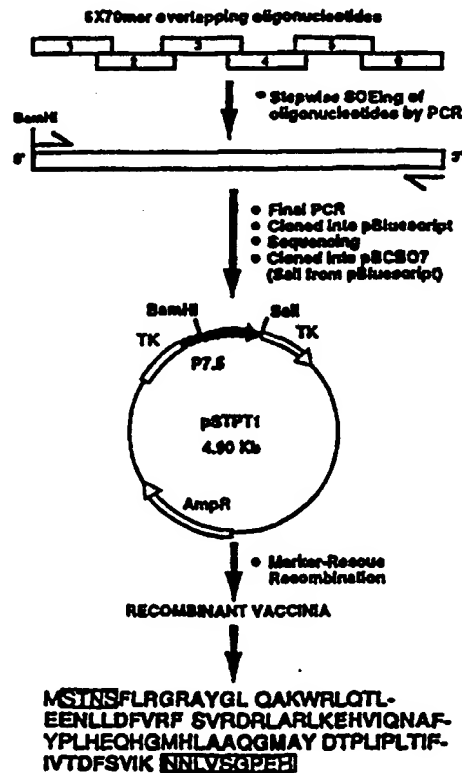 6X70mer overlapping oligonucleotides
1 2 3 4 5 6
Stepwise SOEing of
oligonucleotides by PCR
BamHI
5' 3'
Final PCR
Cloned into pBluescript
Sequencing
Cloned into pBCB07
(SalI from pBluescript)
BamHI SalI
TK TK
P7.5
pSTPT1
4.90 Kb
AmpR
Marker-Rescue
Recombination
RECOMBINANT VACCINIA
MSTNSFLRGRAYGL QAKWRLQTL-
EENLLDFVRF SVRDRLARLKEHVIQNAF-
YPLHEQHGMHLAAQGMAY DTPLIPLTIF-
IVTDFSVIK NNLVSGPEH